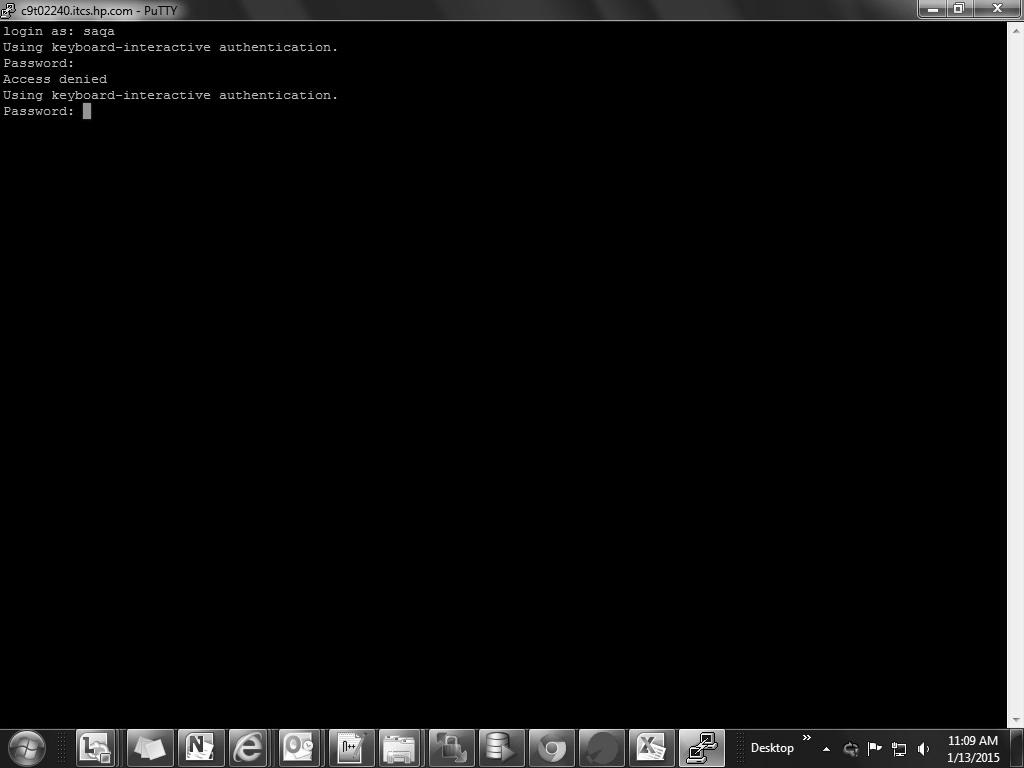 c9t02240.itcs.hp.com - PuTTY
login as: saqa
Using keyboard-interactive authentication.
Password:
Access denied
Using keyboard-interactive authentication.
Password:
Desktop
11:09 AM
1/13/2015